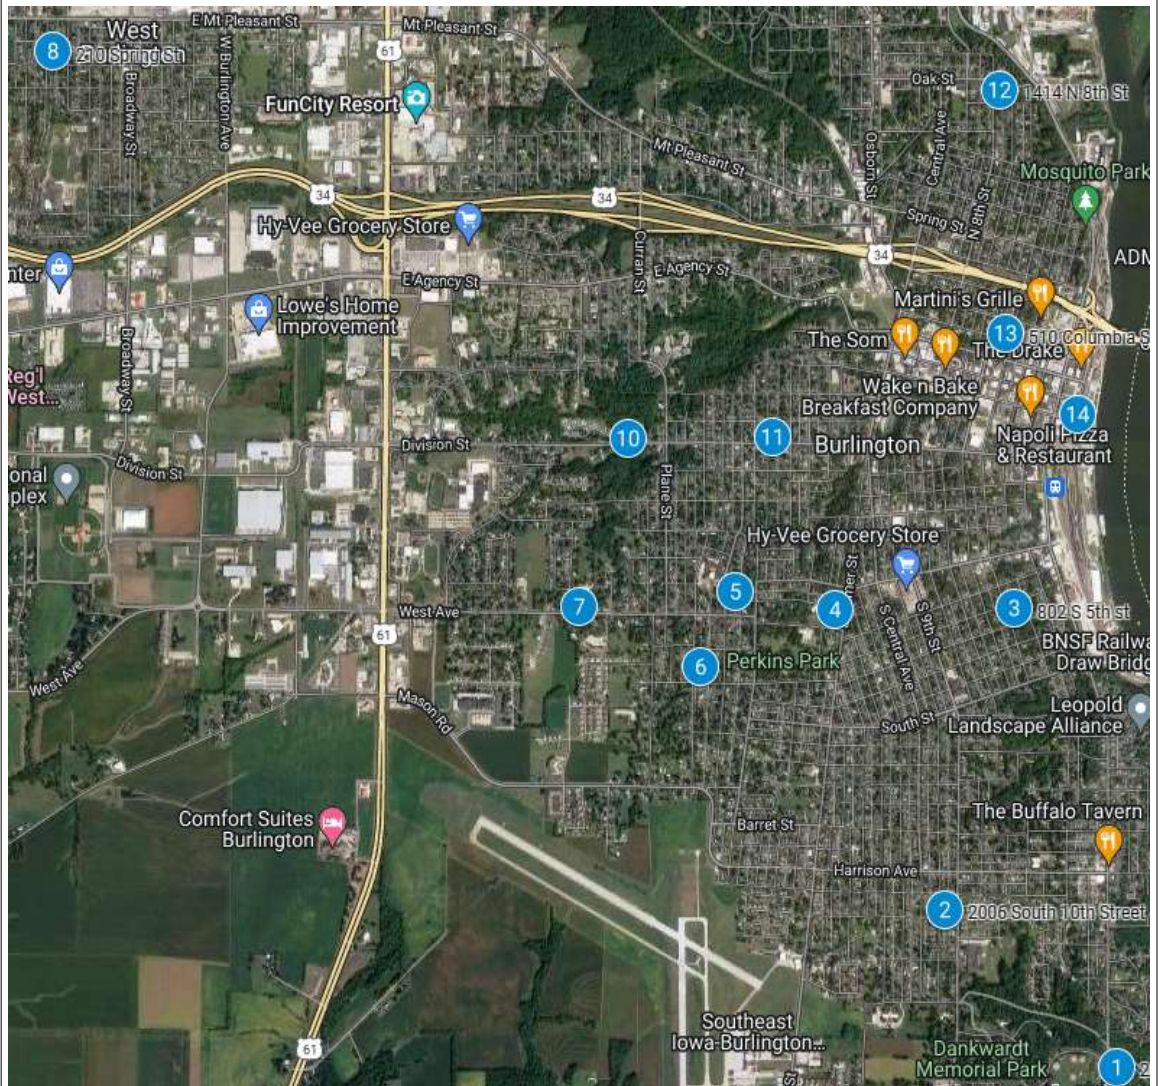 E Mt Pleasant St
Mt Pleasant St
West
8
61
Oak St
12
1414 N 8th St
FunCity Resort
Broadway St
W Burlington Ave
Osborn St
Central Ave
Mt Pleasant St
Mosquito Park
34
34
Spring St
N 8th St
Hy-Vee Grocery Store
Curran St
34
ADM
nter
E Agency St
E Agency St
Martini's Grille
Lowe's Home
Improvement
13
510 Columbia S
The Som
The Drake
Broadway St
Reg'l
West...
Wake n Bake
Breakfast Company
14
10
11
Division St
Burlington
Napoli Pizza
& Restaurant
Division St
onal
plex
Plane St
Hy-Vee Grocery Store
5
mer St
7
4
3
802 S 5th st
West Ave
61
S Central Ave
S 9th St
BNSF Railwa
Draw Bridg
6
Perkins Park
West Ave
Mason Rd
South St
Leopold
Landscape Alliance
Comfort Suites
Burlington
Barret St
The Buffalo Tavern
Harrison Ave
2
2006 South 10th Street
Southeast
Iowa-Burlington...
61
Dankwardt
Memorial Park
1
2
St